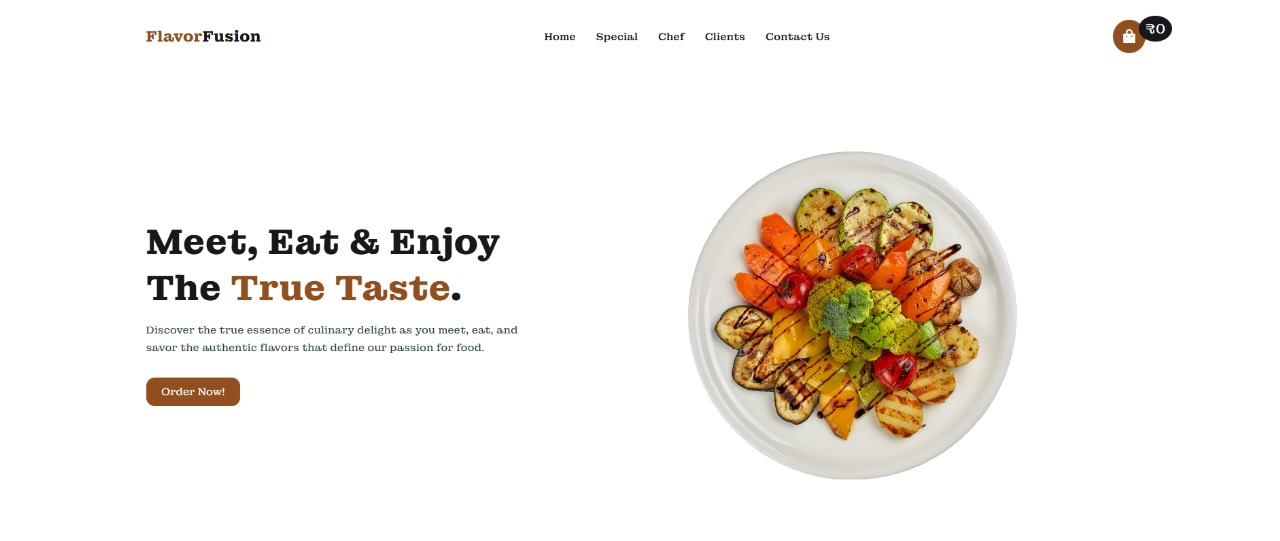 FlavorFusion
Home Special Chef Clients Contact Us
₹0
Meet, Eat & Enjoy
The True Taste.
Discover the true essence of culinary delight as you meet, eat, and
savor the authentic flavors that define our passion for food.
Order Now!